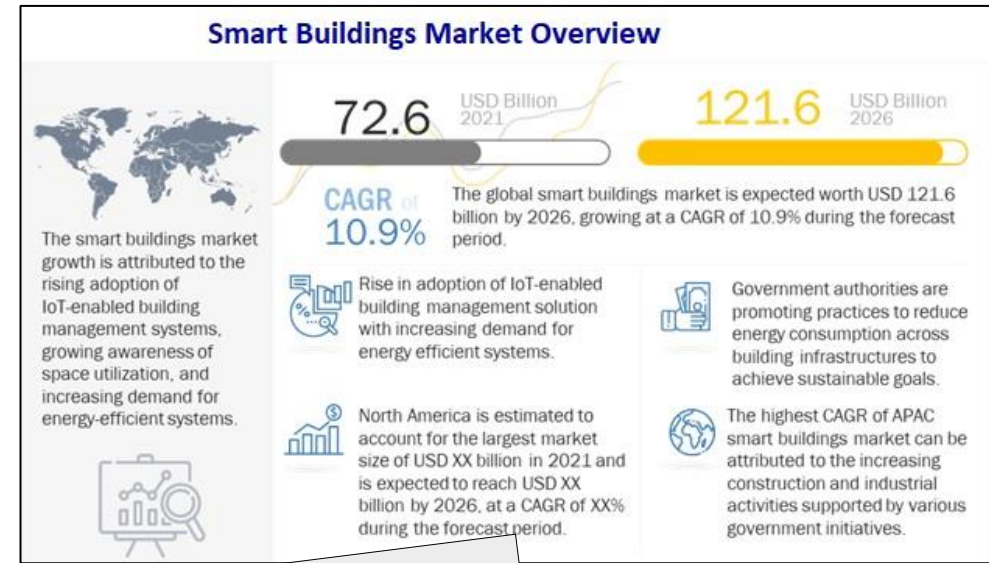 Smart Buildings Market Overview
72.6
USD Billion
2021
121.6
USD Billion
2026
CAGR of
10.9%
The global smart buildings market is expected worth USD 121.6
billion by 2026, growing at a CAGR of 10.9% during the forecast
period.
The smart buildings market
growth is attributed to the
rising adoption of
IoT-enabled building
management systems,
growing awareness of
space utilization, and
increasing demand for
energy-efficient systems.
Rise in adoption of IoT-enabled
building management solution
with increasing demand for
energy efficient systems.
Government authorities are
promoting practices to reduce
energy consumption across
building infrastructures to
achieve sustainable goals.
North America is estimated to
account for the largest market
size of USD XX billion in 2021 and
is expected to reach USD XX
billion by 2026, at a CAGR of XX%
during the forecast period.
The highest CAGR of APAC
smart buildings market can be
attributed to the increasing
construction and industrial
activities supported by various
government initiatives.